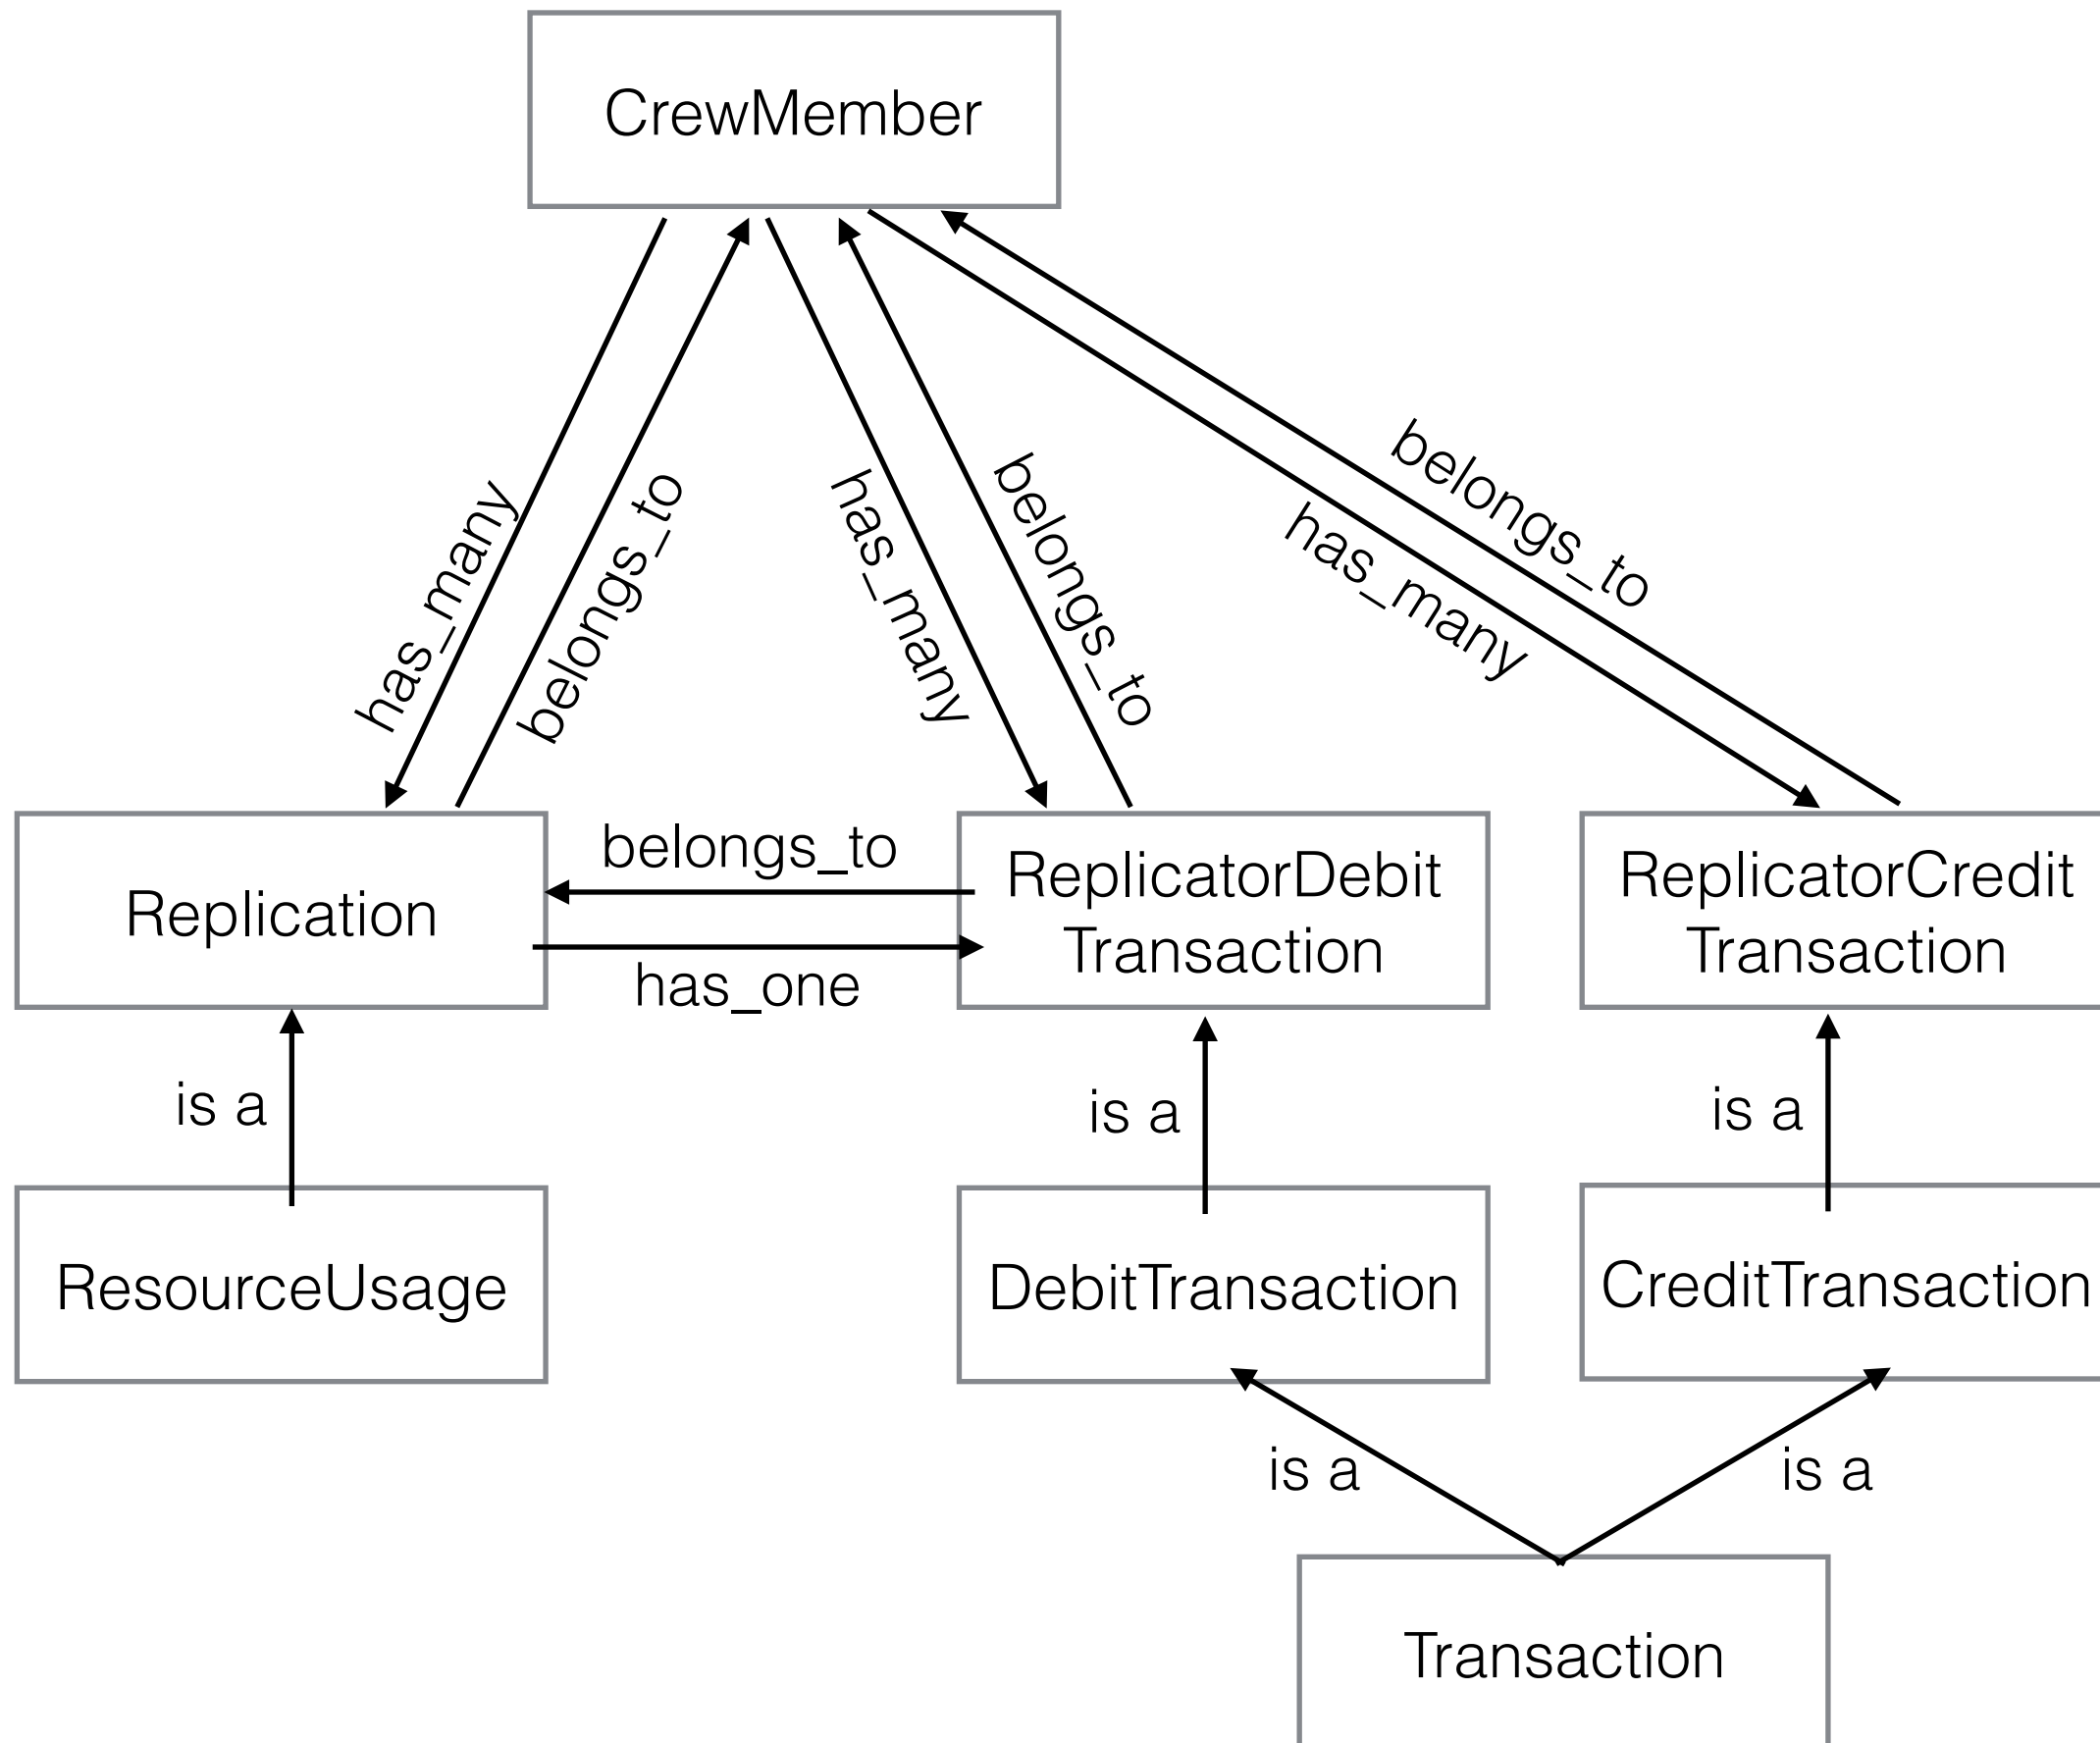 CrewMember
has_many
belongs_to
has_many
belongs_to
has_many
belongs_to
Replication
belongs_to
has_one
ReplicatorDebit
Transaction
ReplicatorCredit
Transaction
is a
is a
is a
ResourceUsage
DebitTransaction
CreditTransaction
is a
is a
Transaction